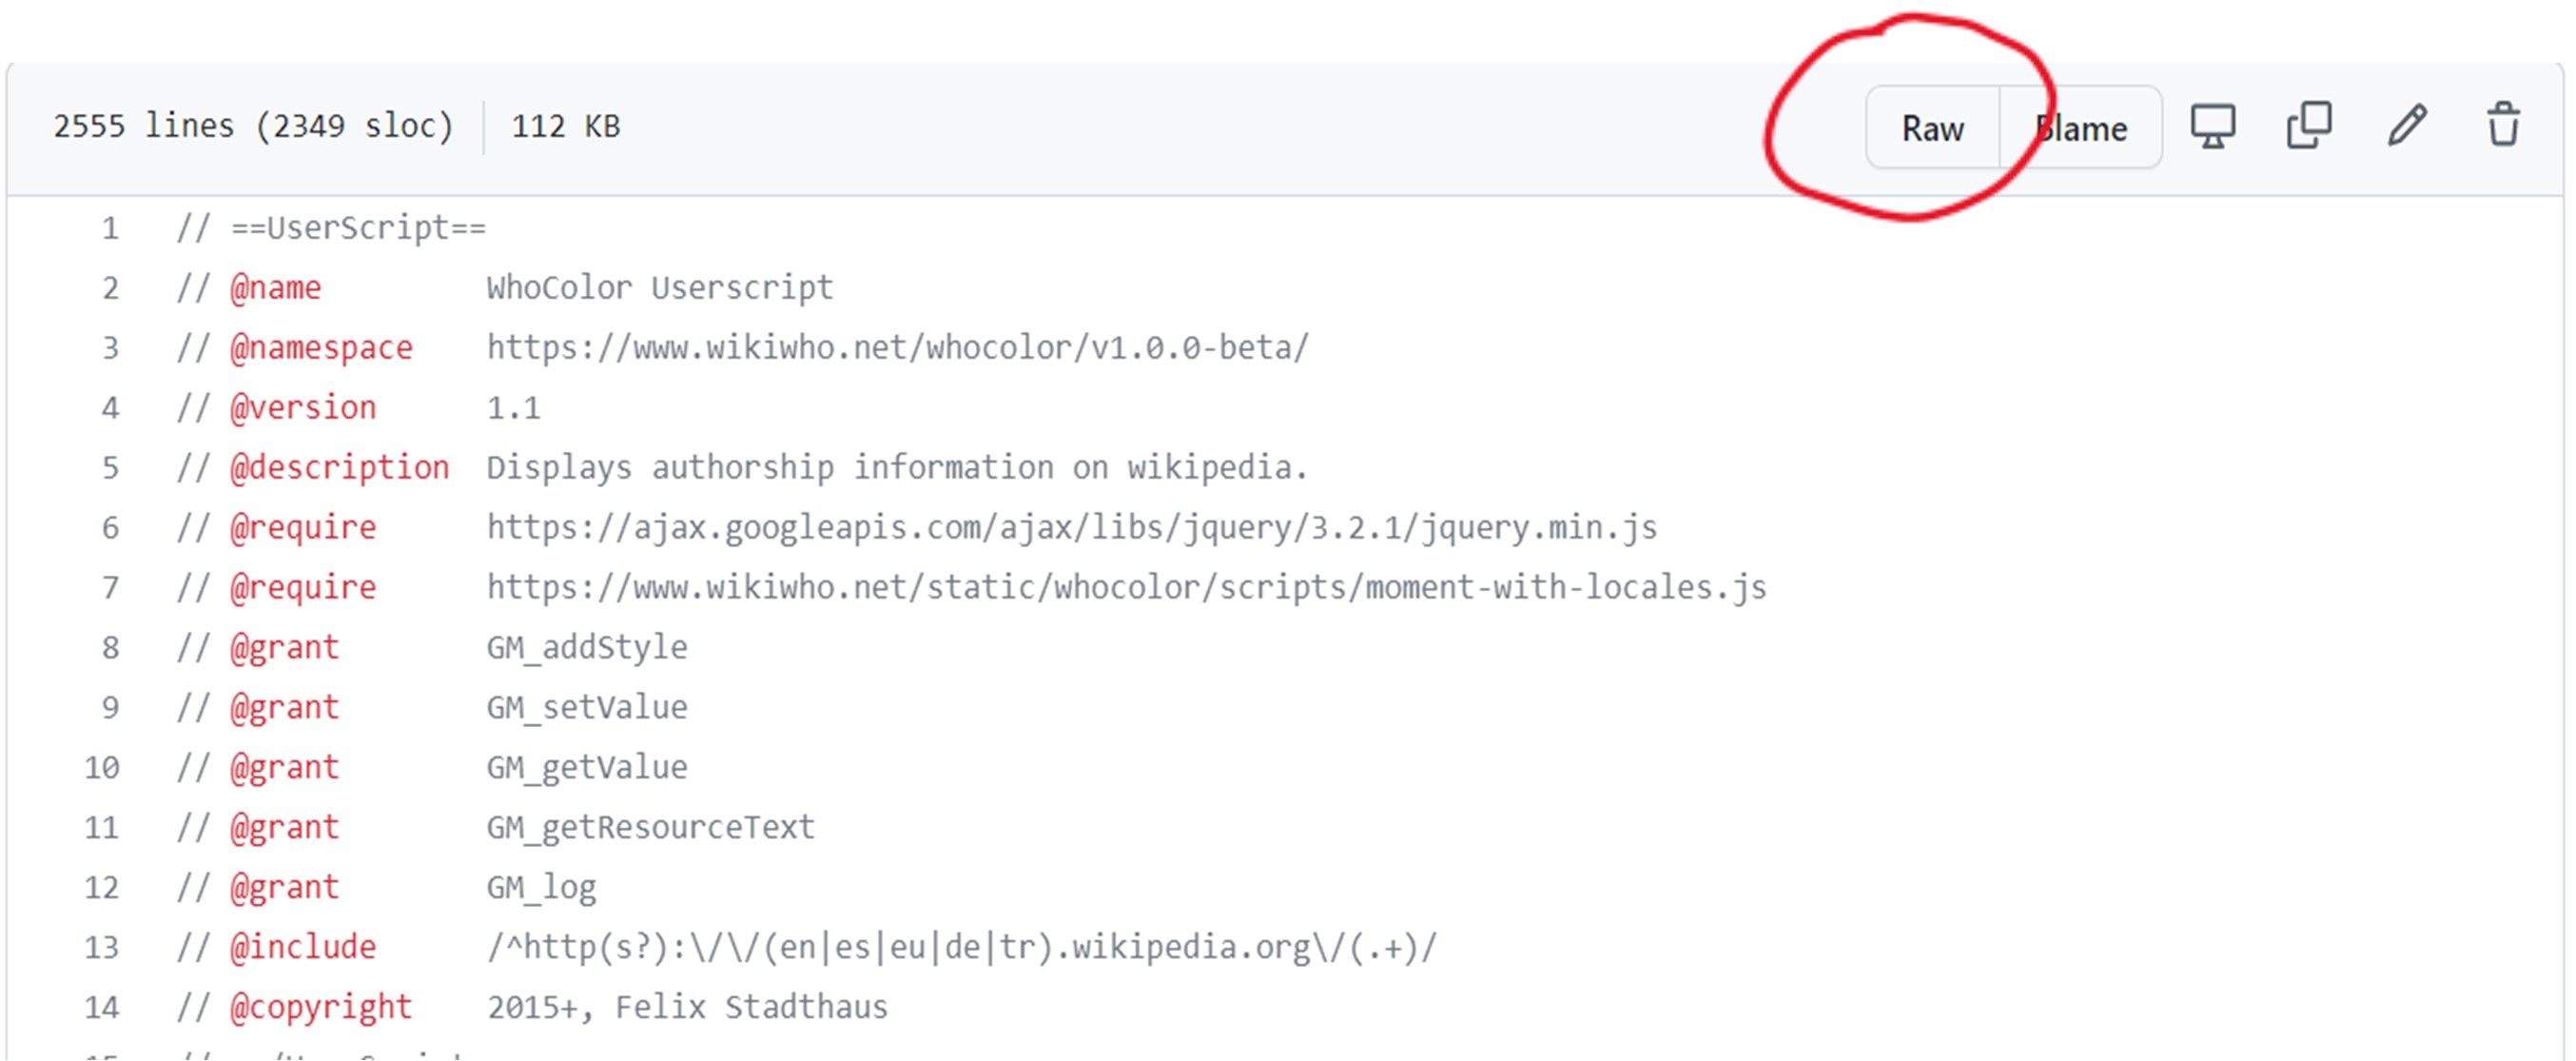 2555 lines (2349 sloc) 112 KB Raw Blame
1 // ==UserScript==
2 // @name WhoColor Userscript
3 // @namespace https://www.wikiwho.net/whocolor/v1.0.0-beta/
4 // @version 1.1
5 // @description Displays authorship information on wikipedia.
6 // @require https://ajax.googleapis.com/ajax/libs/jquery/3.2.1/jquery.min.js
7 // @require https://www.wikiwho.net/static/whocolor/scripts/moment-with-locales.js
8 // @grant GM_addStyle
9 // @grant GM_setValue
10 // @grant GM_getValue
11 // @grant GM_getResourceText
12 // @grant GM_log
13 // @include /^http(s?):\/\/(en|es|eu|de|tr).wikipedia.org\/(.+)/
14 // @copyright 2015+, Felix Stadthaus